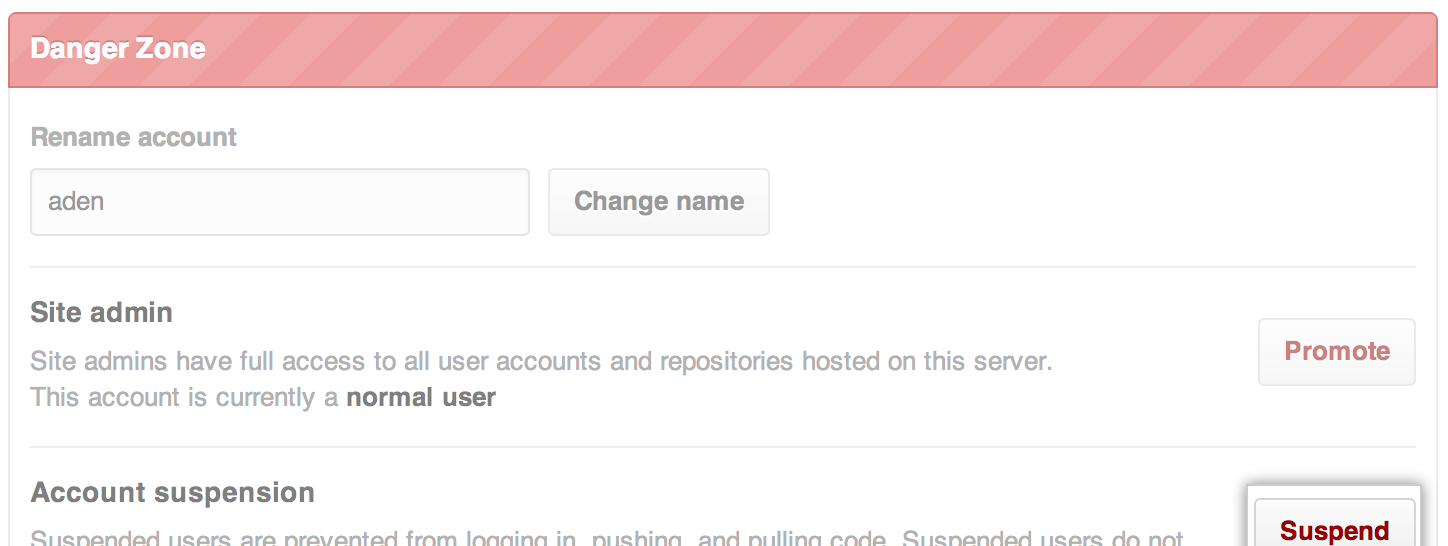 Danger Zone
Rename account
aden
Change name
Site admin
Site admins have full access to all user accounts and repositories hosted on this server.
This account is currently a normal user
Promote
Account suspension
Suspended users are prevented from logging in, pushing, and pulling code. Suspended users do not
Suspend